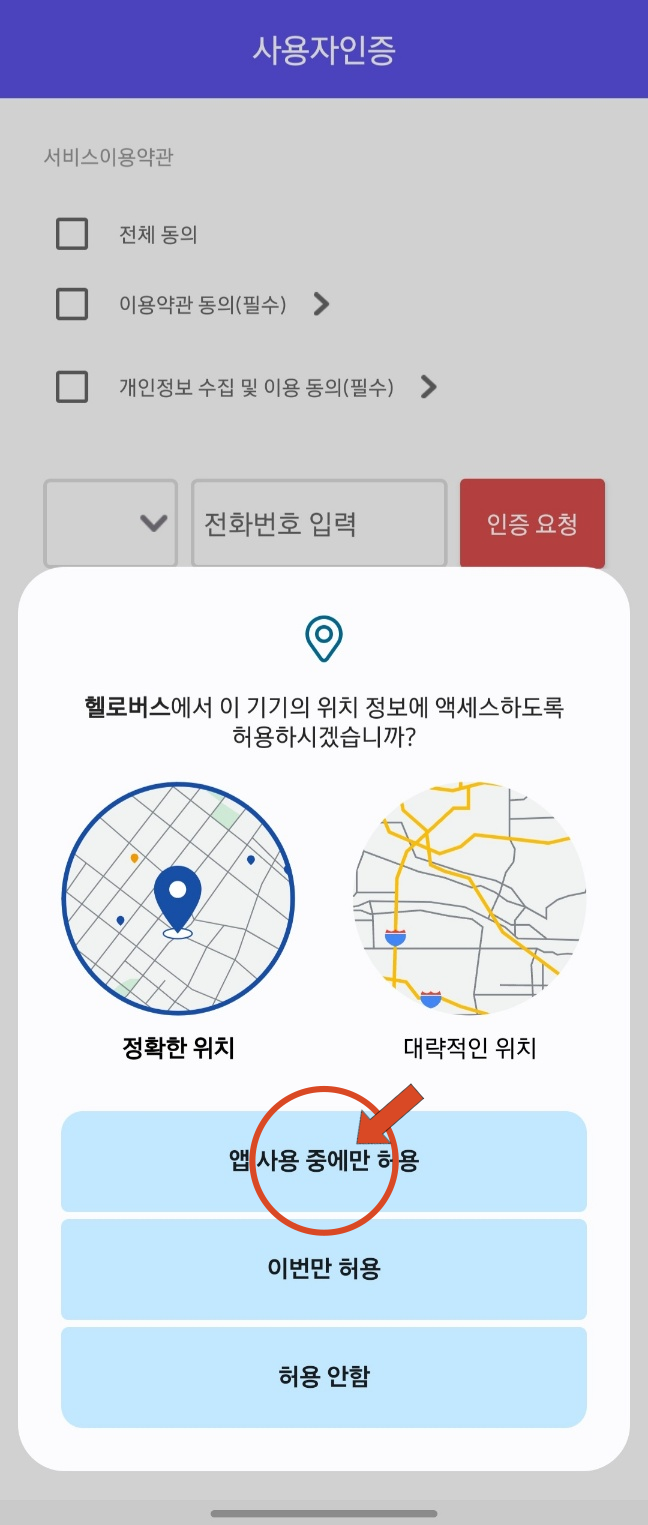 사용자인증
서비스이용약관
전체 동의
이용약관 동의(필수)
개인정보 수집 및 이용 동의(필수)
전화번호 입력
인증 요청
헬로버스에서 이 기기의 위치 정보에 액세스하도록
허용하시겠습니까?
정확한 위치
대략적인 위치
앱 사용 중에만 허용
이번만 허용
허용 안함